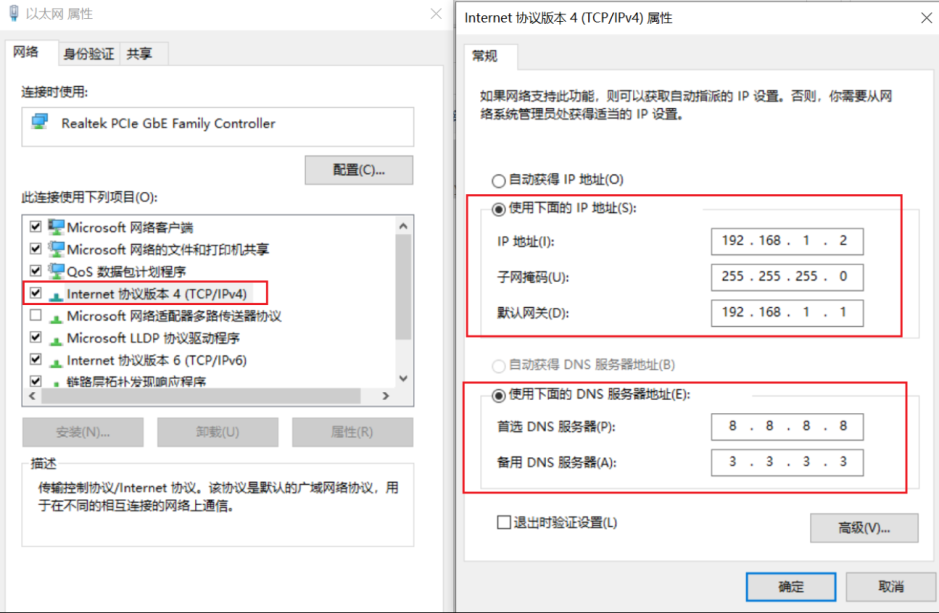 以太网 属性
网络
身份验证
共享
连接时使用:
Realtek PCIe GbE Family Controller
配置(C)...
此连接使用下列项目(O):
Microsoft 网络客户端
Microsoft 网络的文件和打印机共享
QoS 数据包计划程序
Internet 协议版本 4 (TCP/IPv4)
Microsoft 网络适配器多路传送器协议
Microsoft LLDP 协议驱动程序
Internet 协议版本 6 (TCP/IPv6)
链路层拓扑发现响应程序
安装(N)...
卸载(U)
属性(R)
描述
传输控制协议/Internet 协议。该协议是默认的广域网络协议，用
于在不同的相互连接的网络上通信。
Internet 协议版本 4 (TCP/IPv4) 属性
常规
如果网络支持此功能，则可以获取自动指派的 IP 设置。否则，你需要从网
络系统管理员处获得适当的 IP 设置。
自动获得 IP 地址(O)
使用下面的 IP 地址(S):
IP 地址(I): 192 . 168 . 1 . 2
子网掩码(U): 255 . 255 . 255 . 0
默认网关(D): 192 . 168 . 1 . 1
自动获得 DNS 服务器地址(B)
使用下面的 DNS 服务器地址(E):
首选 DNS 服务器(P): 8 . 8 . 8 . 8
备用 DNS 服务器(A): 3 . 3 . 3 . 3
退出时验证设置(L)
高级(V)...
确定
取消